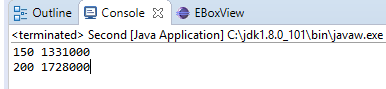 Outline Console EBoxView
<terminated> Second [Java Application] C:\jdk1.8.0_101\bin\javaw.exe
150 1331000
200 1728000